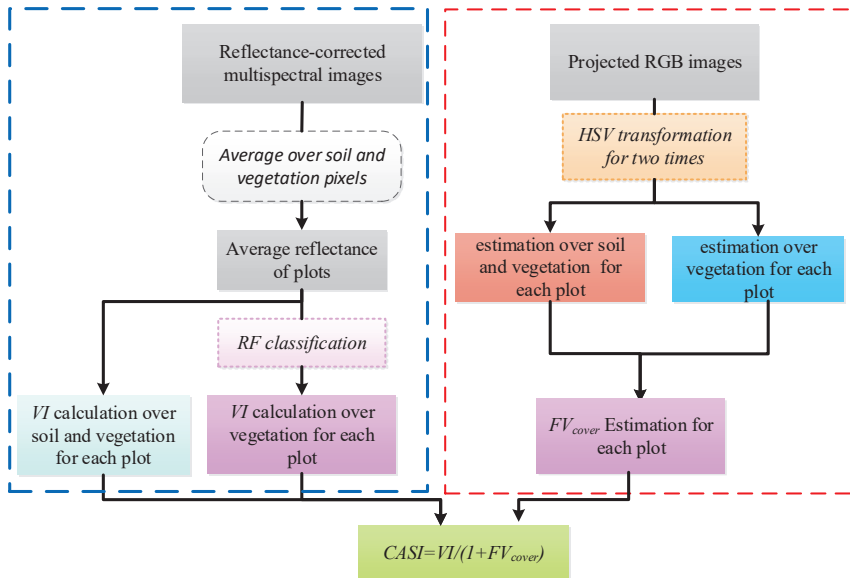 Reflectance-corrected
multispectral images
Average over soil and
vegetation pixels
Average reflectance
of plots
RF classification
VI calculation over
soil and vegetation
for each plot
VI calculation over
vegetation for each
plot
Projected RGB images
HSV transformation
for two times
estimation over soil
and vegetation for
each plot
estimation over
vegetation for each
plot
FVcover Estimation for
each plot
CASI=VI/(1+FVcover)